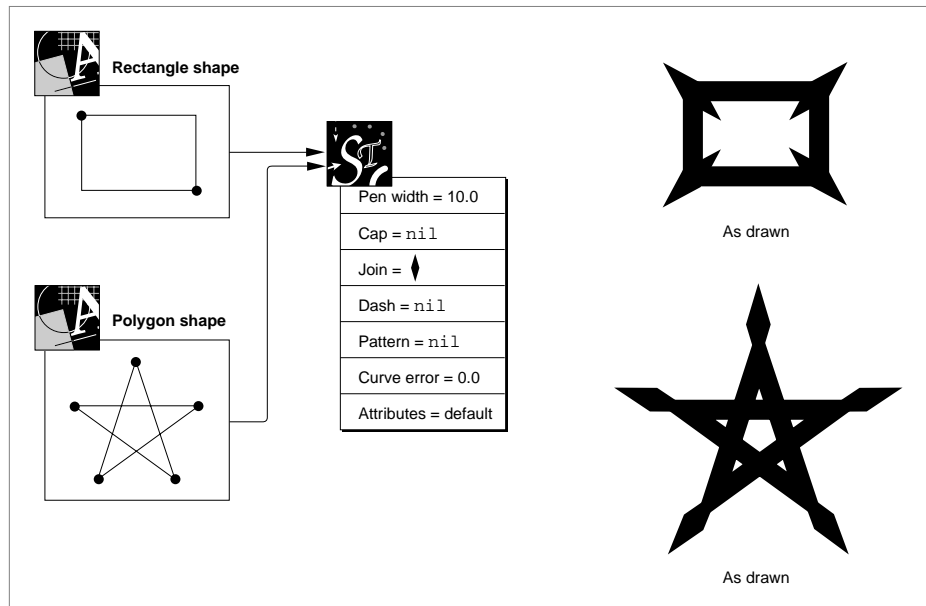 Rectangle shape
Pen width = 10.0
Cap = nil
Join =
Dash = nil
Pattern = nil
Curve error = 0.0
Attributes = default
Polygon shape
As drawn
As drawn